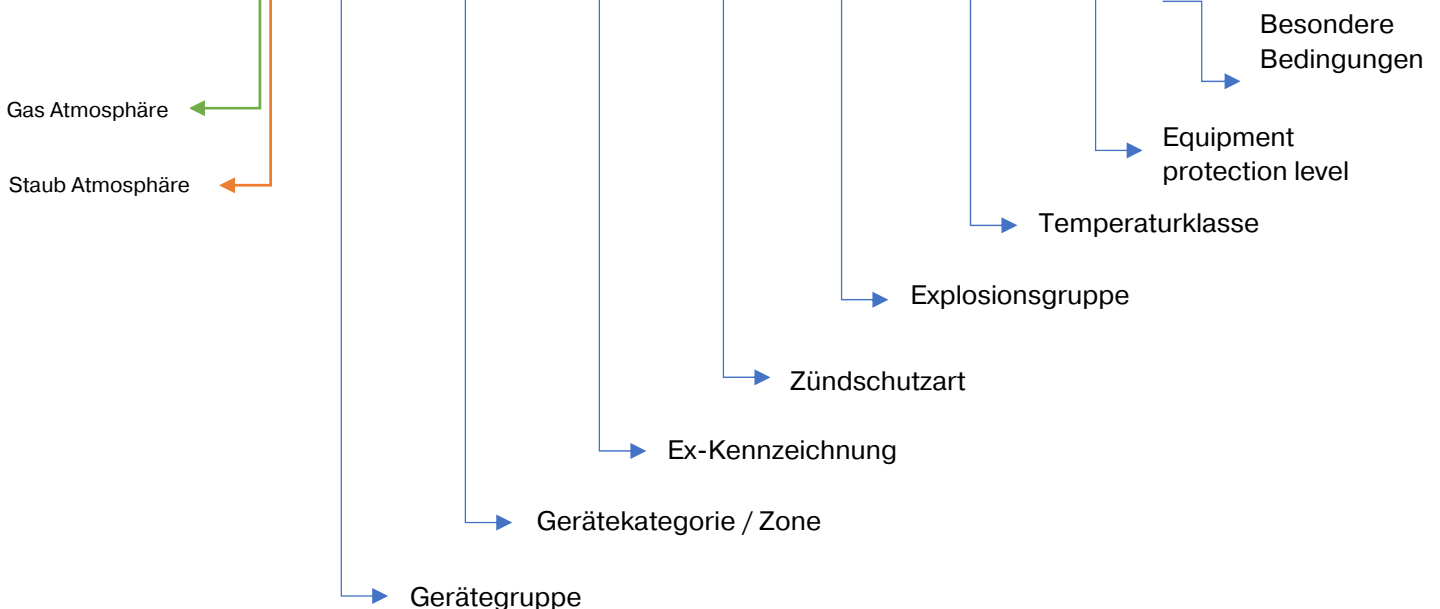 Besondere
Bedingungen
Gas Atmosphäre
Equipment
protection level
Staub Atmosphäre
Temperaturklasse
Explosionsgruppe
Zündschutzart
Ex-Kennzeichnung
Gerätekategorie / Zone
Gerätegruppe